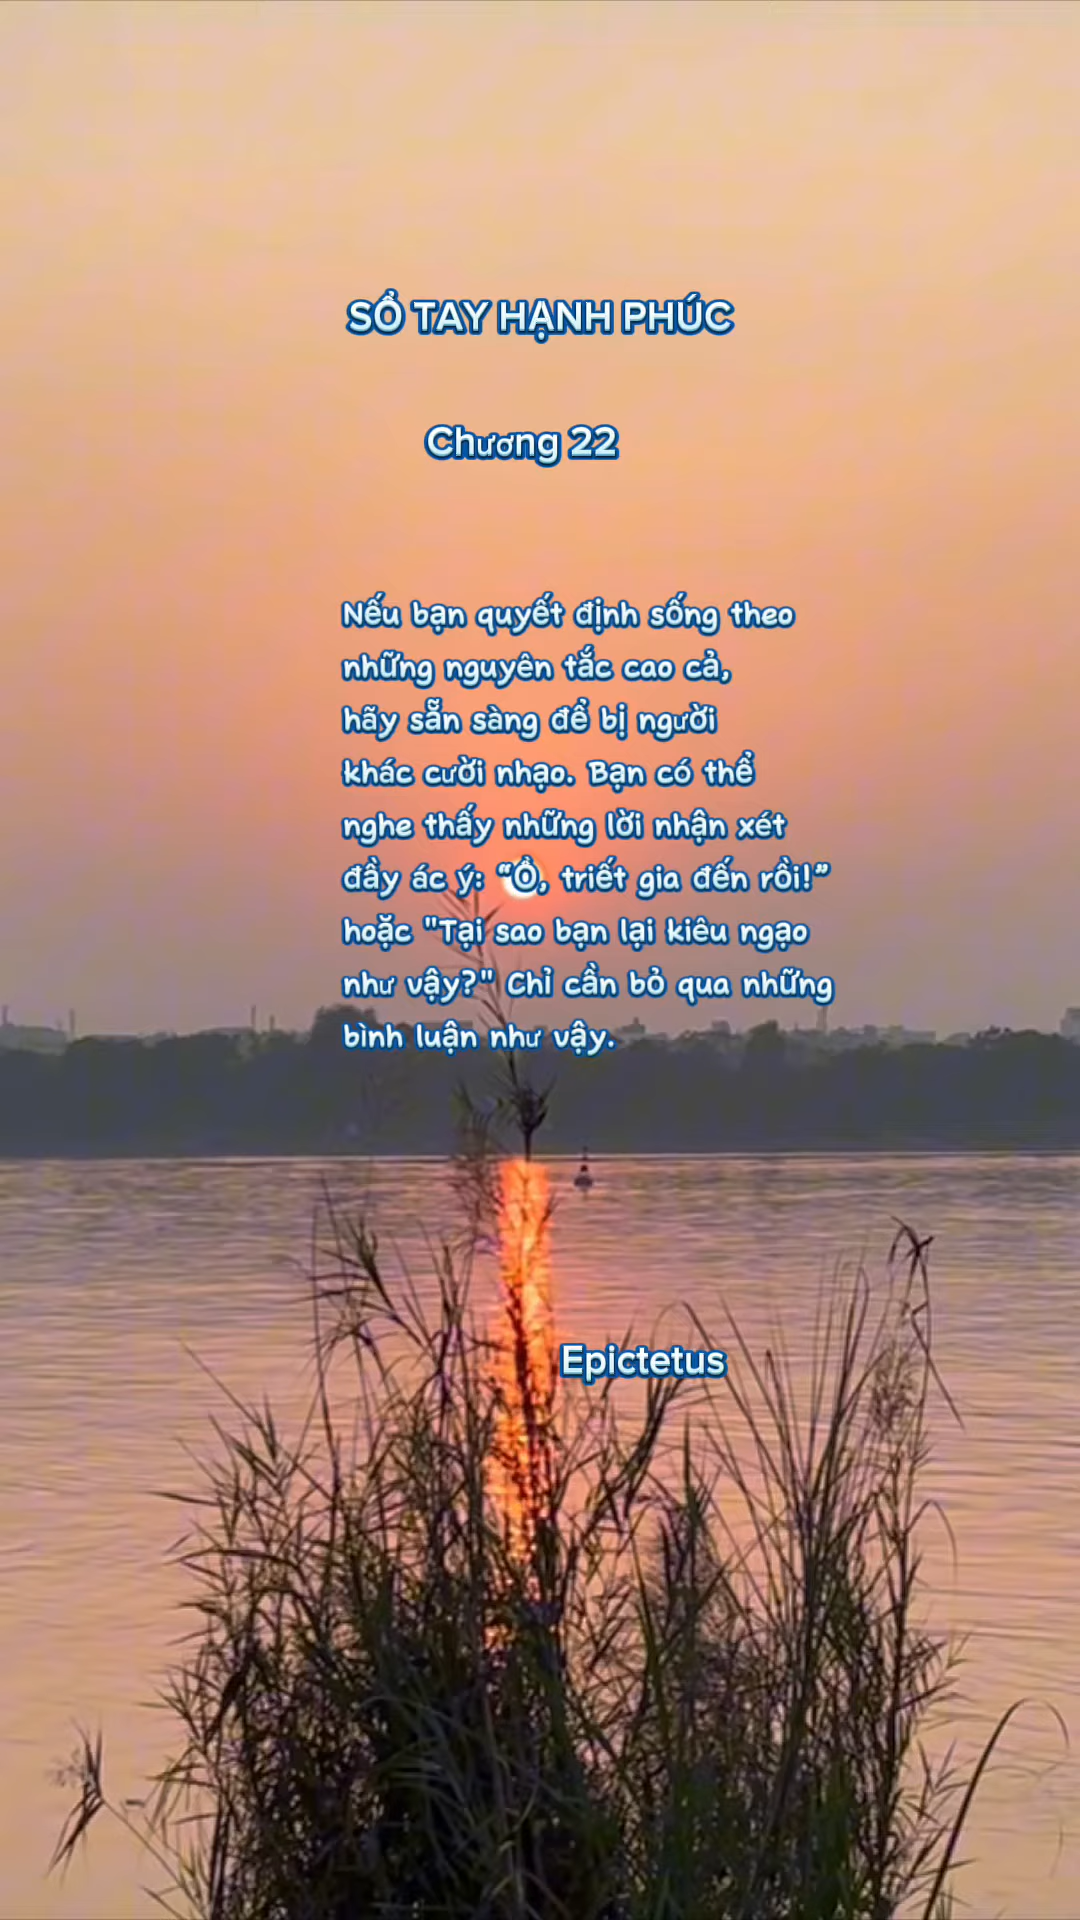 SỔ TAY HẠNH PHÚC
Chương 22
Nếu bạn quyết định sống theo
những nguyên tắc cao cả,
hãy sẵn sàng để bị người
khác cười nhạo. Bạn có thể
nghe thấy những lời nhận xét
đầy ác ý: “Ồ, triết gia đến rồi!”
hoặc "Tại sao bạn lại kiêu ngạo
như vậy?" Chỉ cần bỏ qua những
bình luận như vậy.
Epictetus